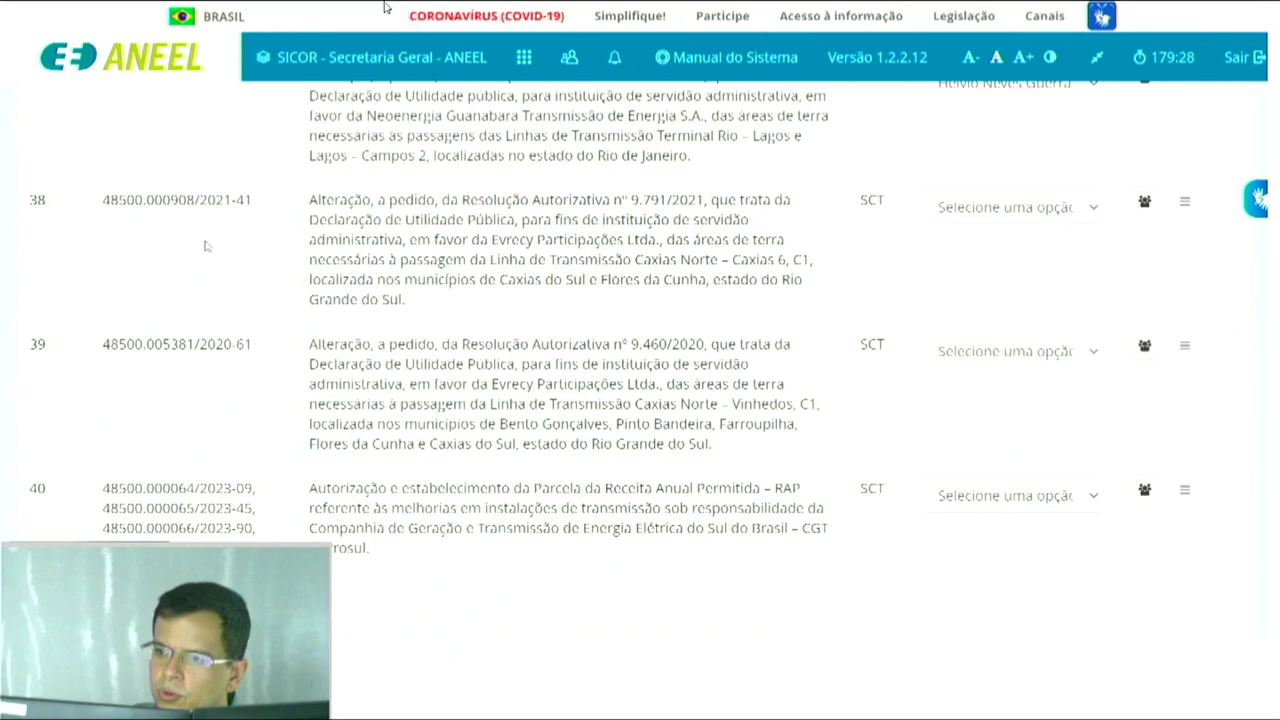 BRASIL
CORONAVÍRUS (COVID-19) Simplifique! Participe Acesso à informação Legislação Canais
ANEEL
SICOR - Secretaria Geral - ANEEL Manual do Sistema Versão 1.2.2.12 A- A A+ 179:28 Sair
Helvio Neves Guerra
Declaração de Utilidade pública, para instituição de servidão administrativa, em
favor da Neoenergia Guanabara Transmissão de Energia S.A., das áreas de terra
necessárias às passagens das Linhas de Transmissão Terminal Rio – Lagos e
Lagos – Campos 2, localizadas no estado do Rio de Janeiro.
38 48500.000908/2021-41 Alteração, a pedido, da Resolução Autorizativa nº 9.791/2021, que trata da SCT Selecione uma opçã
Declaração de Utilidade Pública, para fins de instituição de servidão
administrativa, em favor da Evrecy Participações Ltda., das áreas de terra
necessárias à passagem da Linha de Transmissão Caxias Norte – Caxias 6, C1,
localizada nos municípios de Caxias do Sul e Flores da Cunha, estado do Rio
Grande do Sul.
39 48500.005381/2020-61 Alteração, a pedido, da Resolução Autorizativa nº 9.460/2020, que trata da SCT Selecione uma opçã
Declaração de Utilidade Pública, para fins de instituição de servidão
administrativa, em favor da Evrecy Participações Ltda., das áreas de terra
necessárias à passagem da Linha de Transmissão Caxias Norte – Vinhedos, C1,
localizada nos municípios de Bento Gonçalves, Pinto Bandeira, Farroupilha,
Flores da Cunha e Caxias do Sul, estado do Rio Grande do Sul.
40 48500.000064/2023-09, Autorização e estabelecimento da Parcela da Receita Anual Permitida – RAP SCT Selecione uma opçã
48500.000065/2023-45, referente às melhorias em instalações de transmissão sob responsabilidade da
48500.000066/2023-90, Companhia de Geração e Transmissão de Energia Elétrica do Sul do Brasil – CGT
rosul.